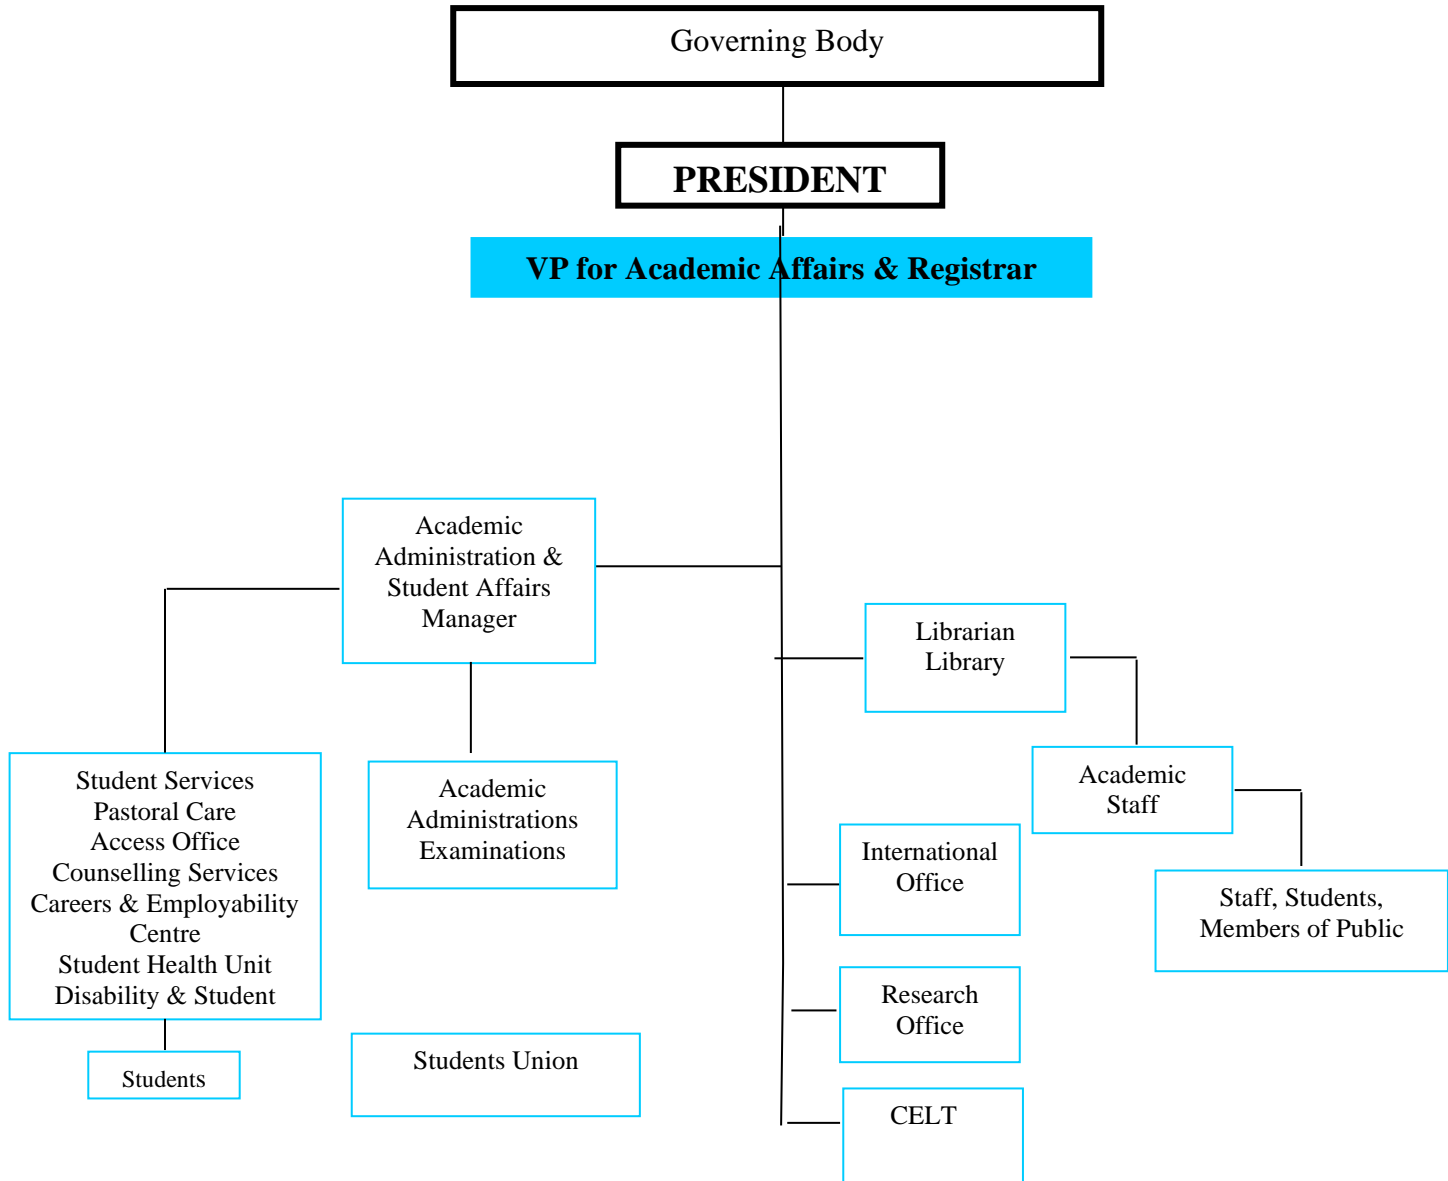 Governing Body
PRESIDENT
VP for Academic Affairs & Registrar
Academic
Administration &
Student Affairs
Manager
Librarian
Library
Student Services
Pastoral Care
Access Office
Counselling Services
Careers & Employability
Centre
Student Health Unit
Disability & Student
Academic
Administrations
Examinations
Academic
Staff
International
Office
Staff, Students,
Members of Public
Research
Office
Students
Students Union
CELT